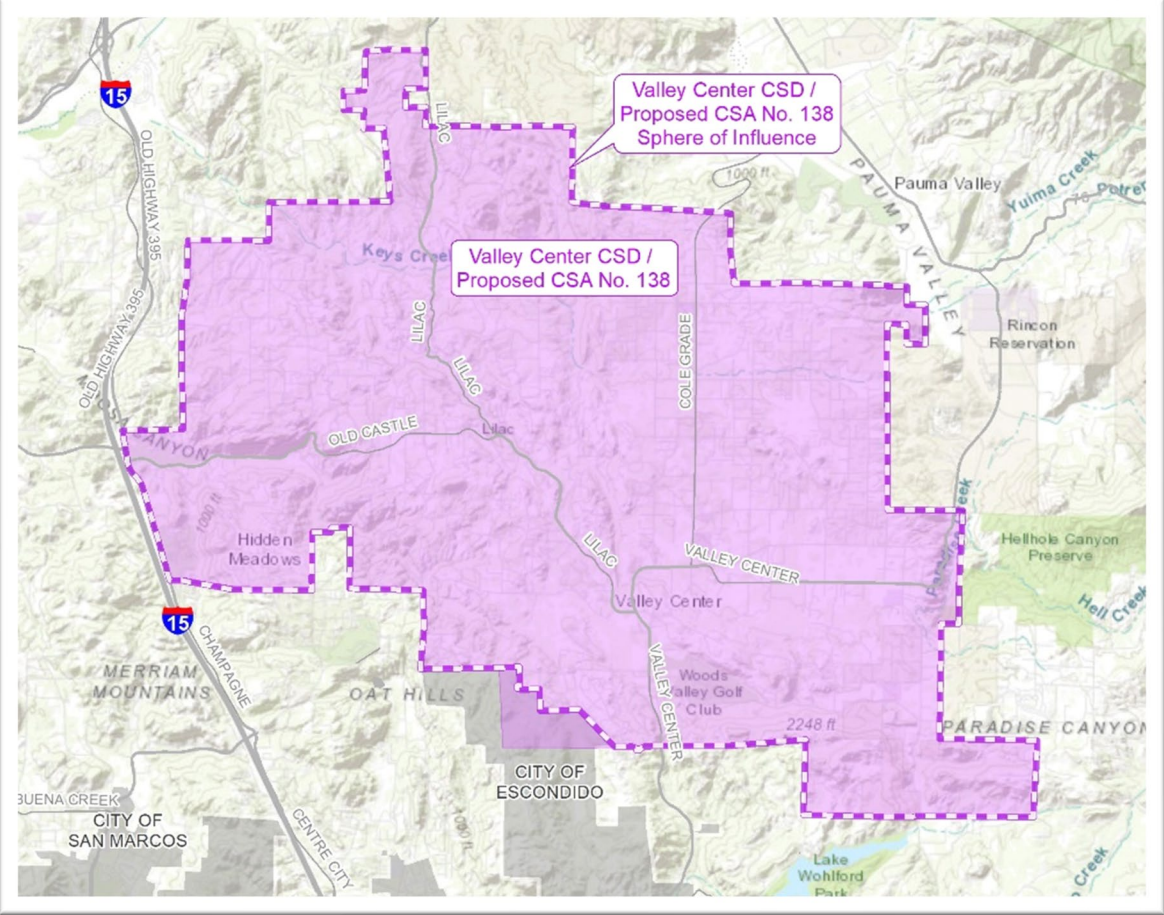 15
LILAC
Valley Center CSD /
Proposed CSA No. 138
Sphere of Influence
OLD HIGHWAY 395
1000 ft
Pauma Valley
Yuima Creek
76
PAUMA VALLEY
Keys Creek
Valley Center CSD /
Proposed CSA No. 138
OLD HIGHWAY 395
LILAC
COLE GRADE
Rincon
Reservation
LILAC
CANYON
OLD CASTLE
Lilac
1000 ft
Hidden
Meadows
LILAC
VALLEY CENTER
Hellhole Canyon
Preserve
Hell Creek
Valley Center
15
CHAMPAGNE
MERRIAM
MOUNTAINS
OAT HILLS
VALLEY CENTER
Woods
Valley Golf
Club
2248 ft
PARADISE CANYON
CITY OF
ESCONDIDO
BUENA CREEK
CITY OF
SAN MARCOS
CENTRE CITY
1000 ft
Lake
Wohlford
Park
Creek